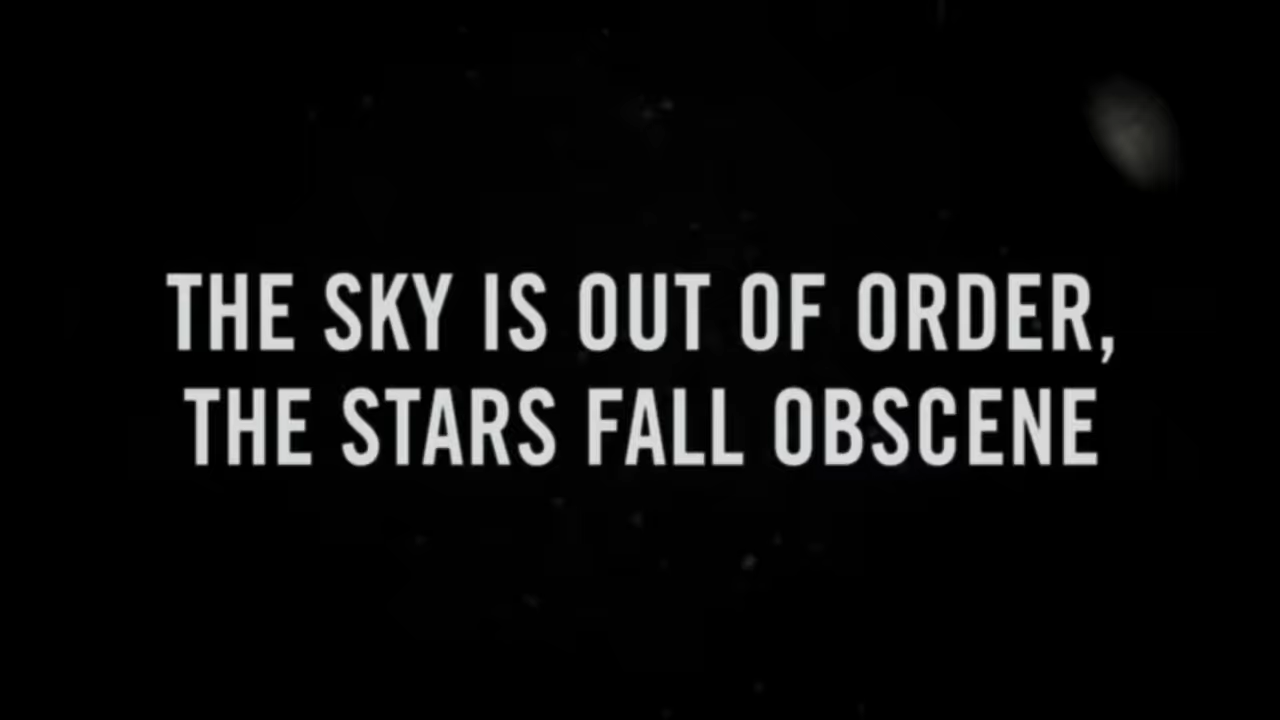 THE SKY IS OUT OF ORDER,
THE STARS FALL OBSCENE